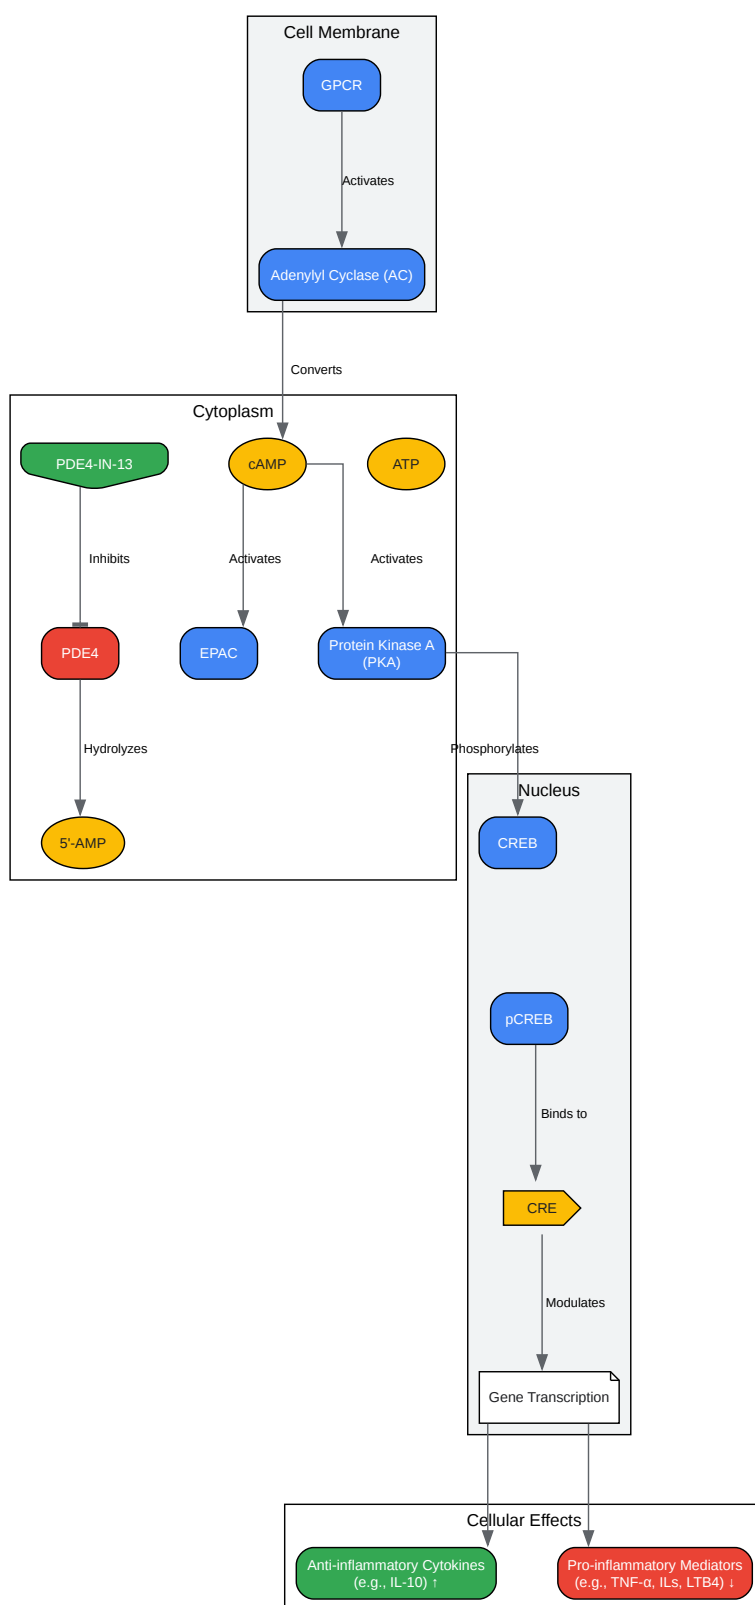 Cell Membrane
GPCR
Activates
Adenylyl Cyclase (AC)
Converts
Cytoplasm
PDE4-IN-13
cAMP
ATP
Inhibits
Activates
Activates
PDE4
EPAC
Protein Kinase A
(PKA)
Hydrolyzes
Phosphorylates
Nucleus
5'-AMP
CREB
pCREB
Binds to
CRE
Modulates
Gene Transcription
Cellular Effects
Anti-inflammatory Cytokines
(e.g., IL-10) ↑
Pro-inflammatory Mediators
(e.g., TNF-α, ILs, LTB4) ↓